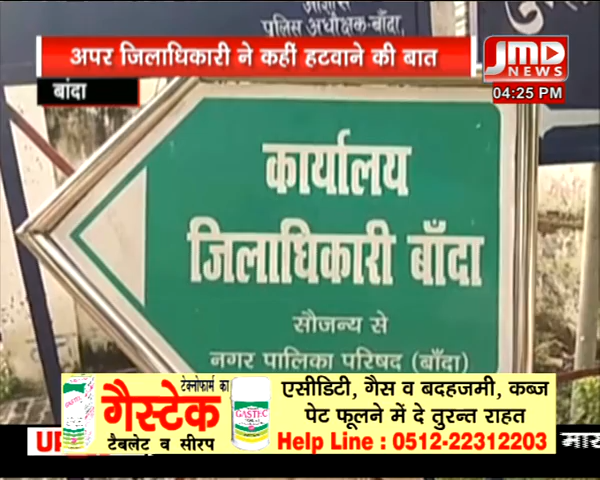 पुलिस अधीक्षक-बाँदा,
अपर जिलाधिकारी ने कहीं हटवाने की बात
JMD
NEWS
04:25 PM
बांदा
कार्यालय
जिलाधिकारी बाँदा
सौजन्य से
नगर पालिका परिषद (बाँदा)
टेक्नोफार्म का
गैस्टेक
टैबलेट व सीरप
GASTEC
एसीडिटी, गैस व बदहजमी, कब्ज
पेट फूलने में दे तुरन्त राहत
Help Line : 0512-22312203